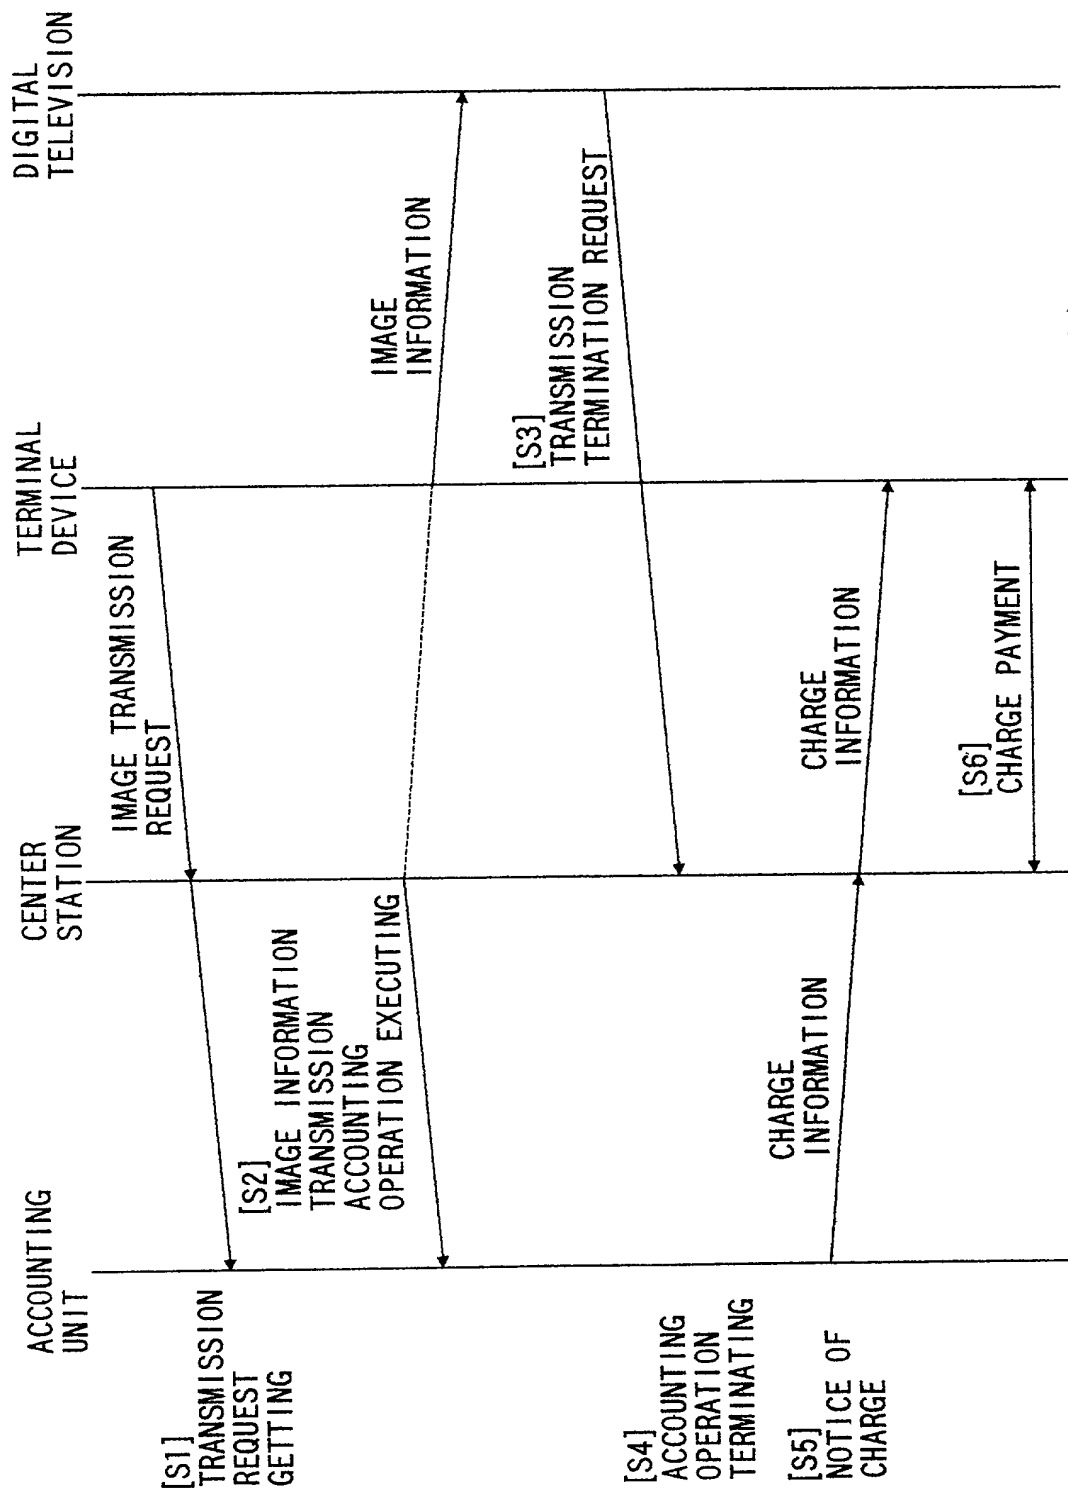 ACCOUNTING
UNIT
CENTER
STATION
TERMINAL
DEVICE
DIGITAL
TELEVISION
[S1]
TRANSMISSION
REQUEST
GETTING
IMAGE TRANSMISSION
REQUEST
[S2]
IMAGE INFORMATION
TRANSMISSION
ACCOUNTING
OPERATION EXECUTING
IMAGE
INFORMATION
[S3]
TRANSMISSION
TERMINATION REQUEST
[S4]
ACCOUNTING
OPERATION
TERMINATING
[S5]
NOTICE OF
CHARGE
CHARGE
INFORMATION
CHARGE
INFORMATION
[S6]
CHARGE PAYMENT